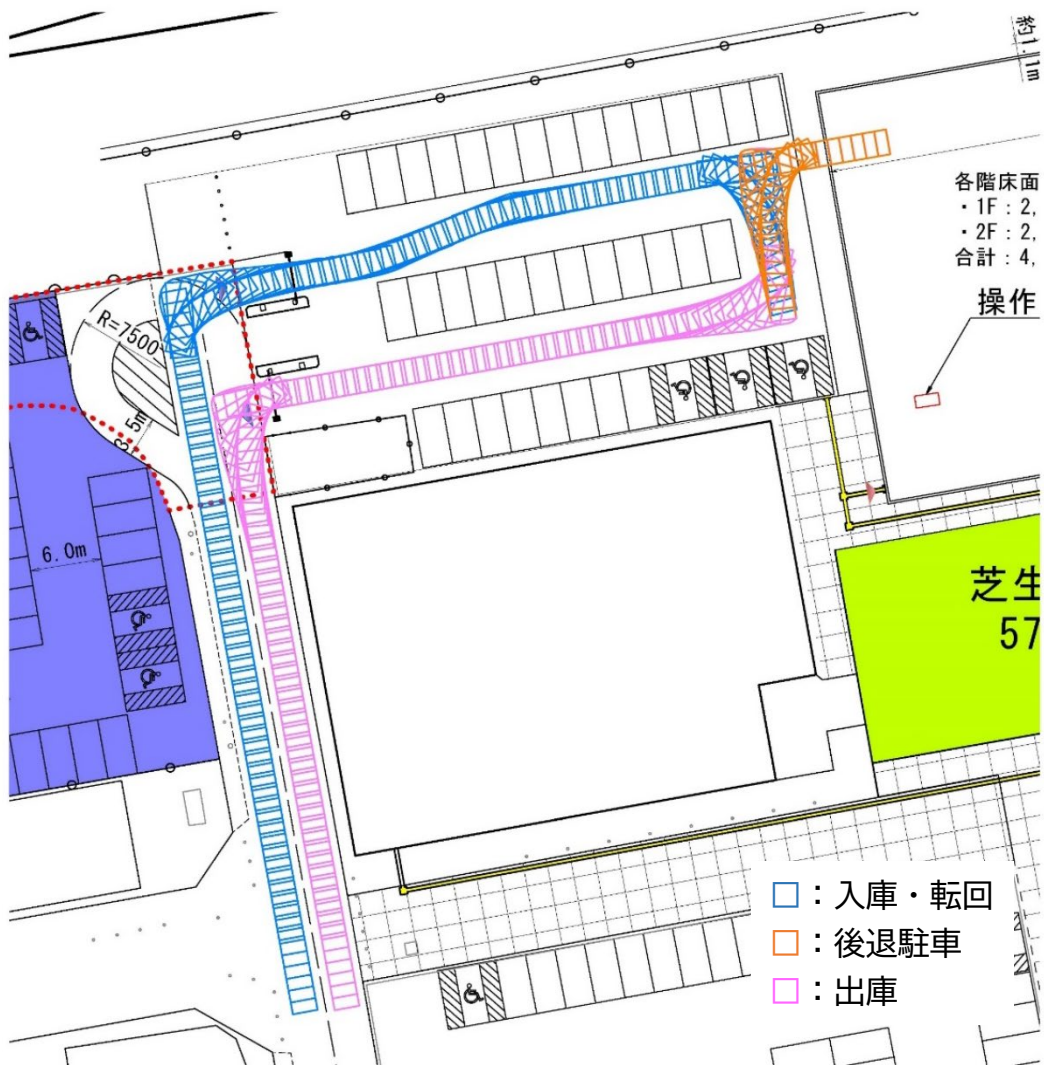 約1.1m
各階床面
・1F：2,
・2F：2,
合計：4,
操作
R=7500
3.5m
6.0m
芝生
57
□：入庫・転回
□：後退駐車
□：出庫